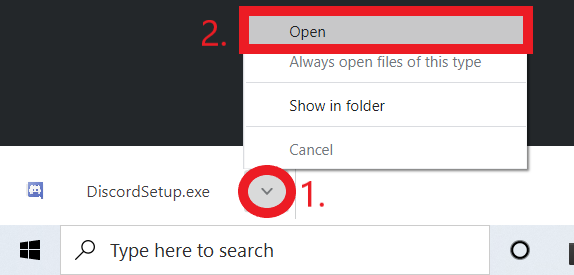 2.
Open
Always open files of this type
Show in folder
Cancel
DiscordSetup.exe
1.
Type here to search